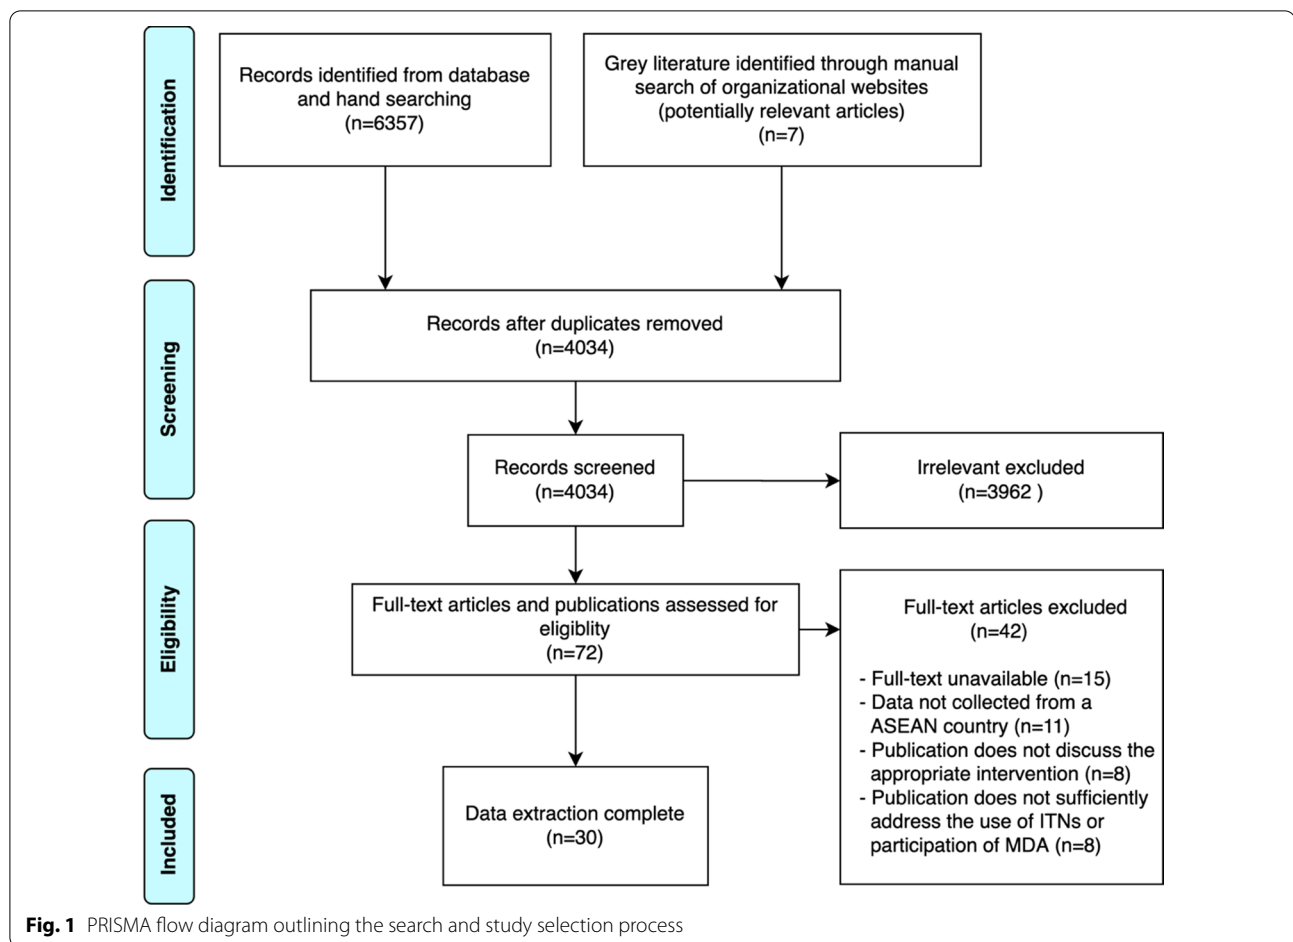 Identification
Records identified from database
and hand searching
(n=6357)
Grey literature identified through manual
search of organizational websites
(potentially relevant articles)
(n=7)
Screening
Records after duplicates removed
(n=4034)
Records screened
(n=4034)
Irrelevant excluded
(n=3962 )
Eligibility
Full-text articles and publications assessed for
eligiblity
(n=72)
Full-text articles excluded
(n=42)
- Full-text unavailable (n=15)
- Data not collected from a
ASEAN country (n=11)
- Publication does not discuss the
appropriate intervention (n=8)
- Publication does not sufficiently
address the use of ITNs or
participation of MDA (n=8)
Included
Data extraction complete
(n=30)
Fig. 1 PRISMA flow diagram outlining the search and study selection process